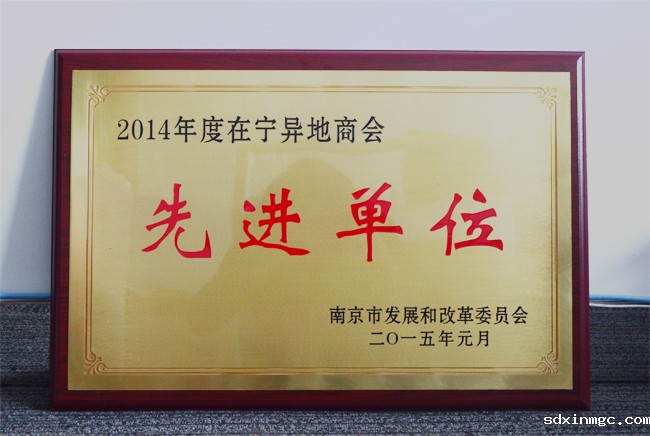 2014年度在宁异地商会
先进单位
南京市发展和改革委员会
二〇一五年元月
sdxinmgc.com